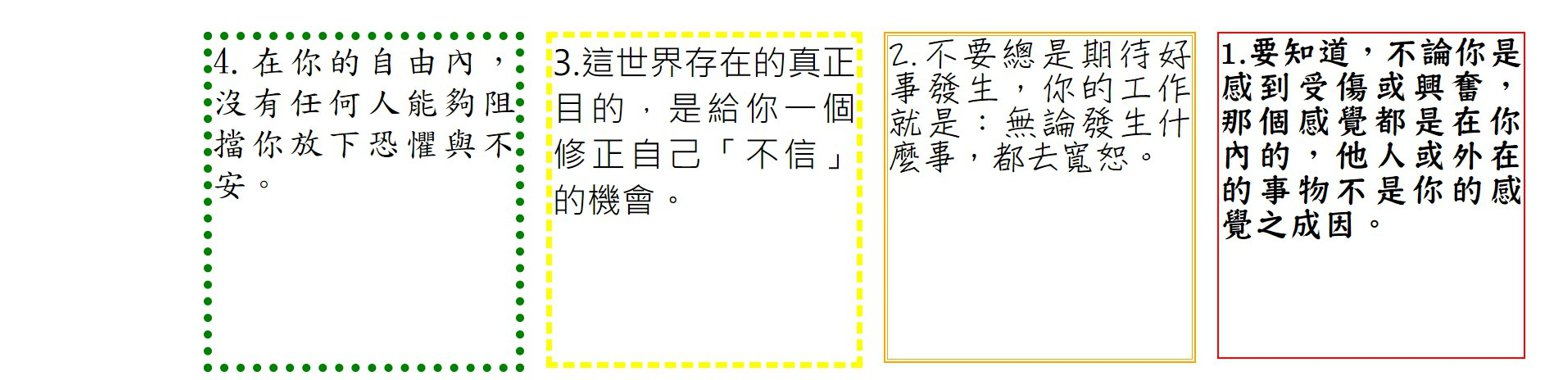 1.要知道，不論你是
感到受傷或興奮，
那個感覺都是在你
內的，他人或外在
的事物不是你的感
覺之成因。
2.不要總是期待好
事發生，你的工作
就是：無論發生什
麼事，都去寬恕。
3.這世界存在的真正
目的，是給你一個
修正自己「不信」
的機會。
4.在你的自由內，
沒有任何人能夠阻
擋你放下恐懼與不
安。